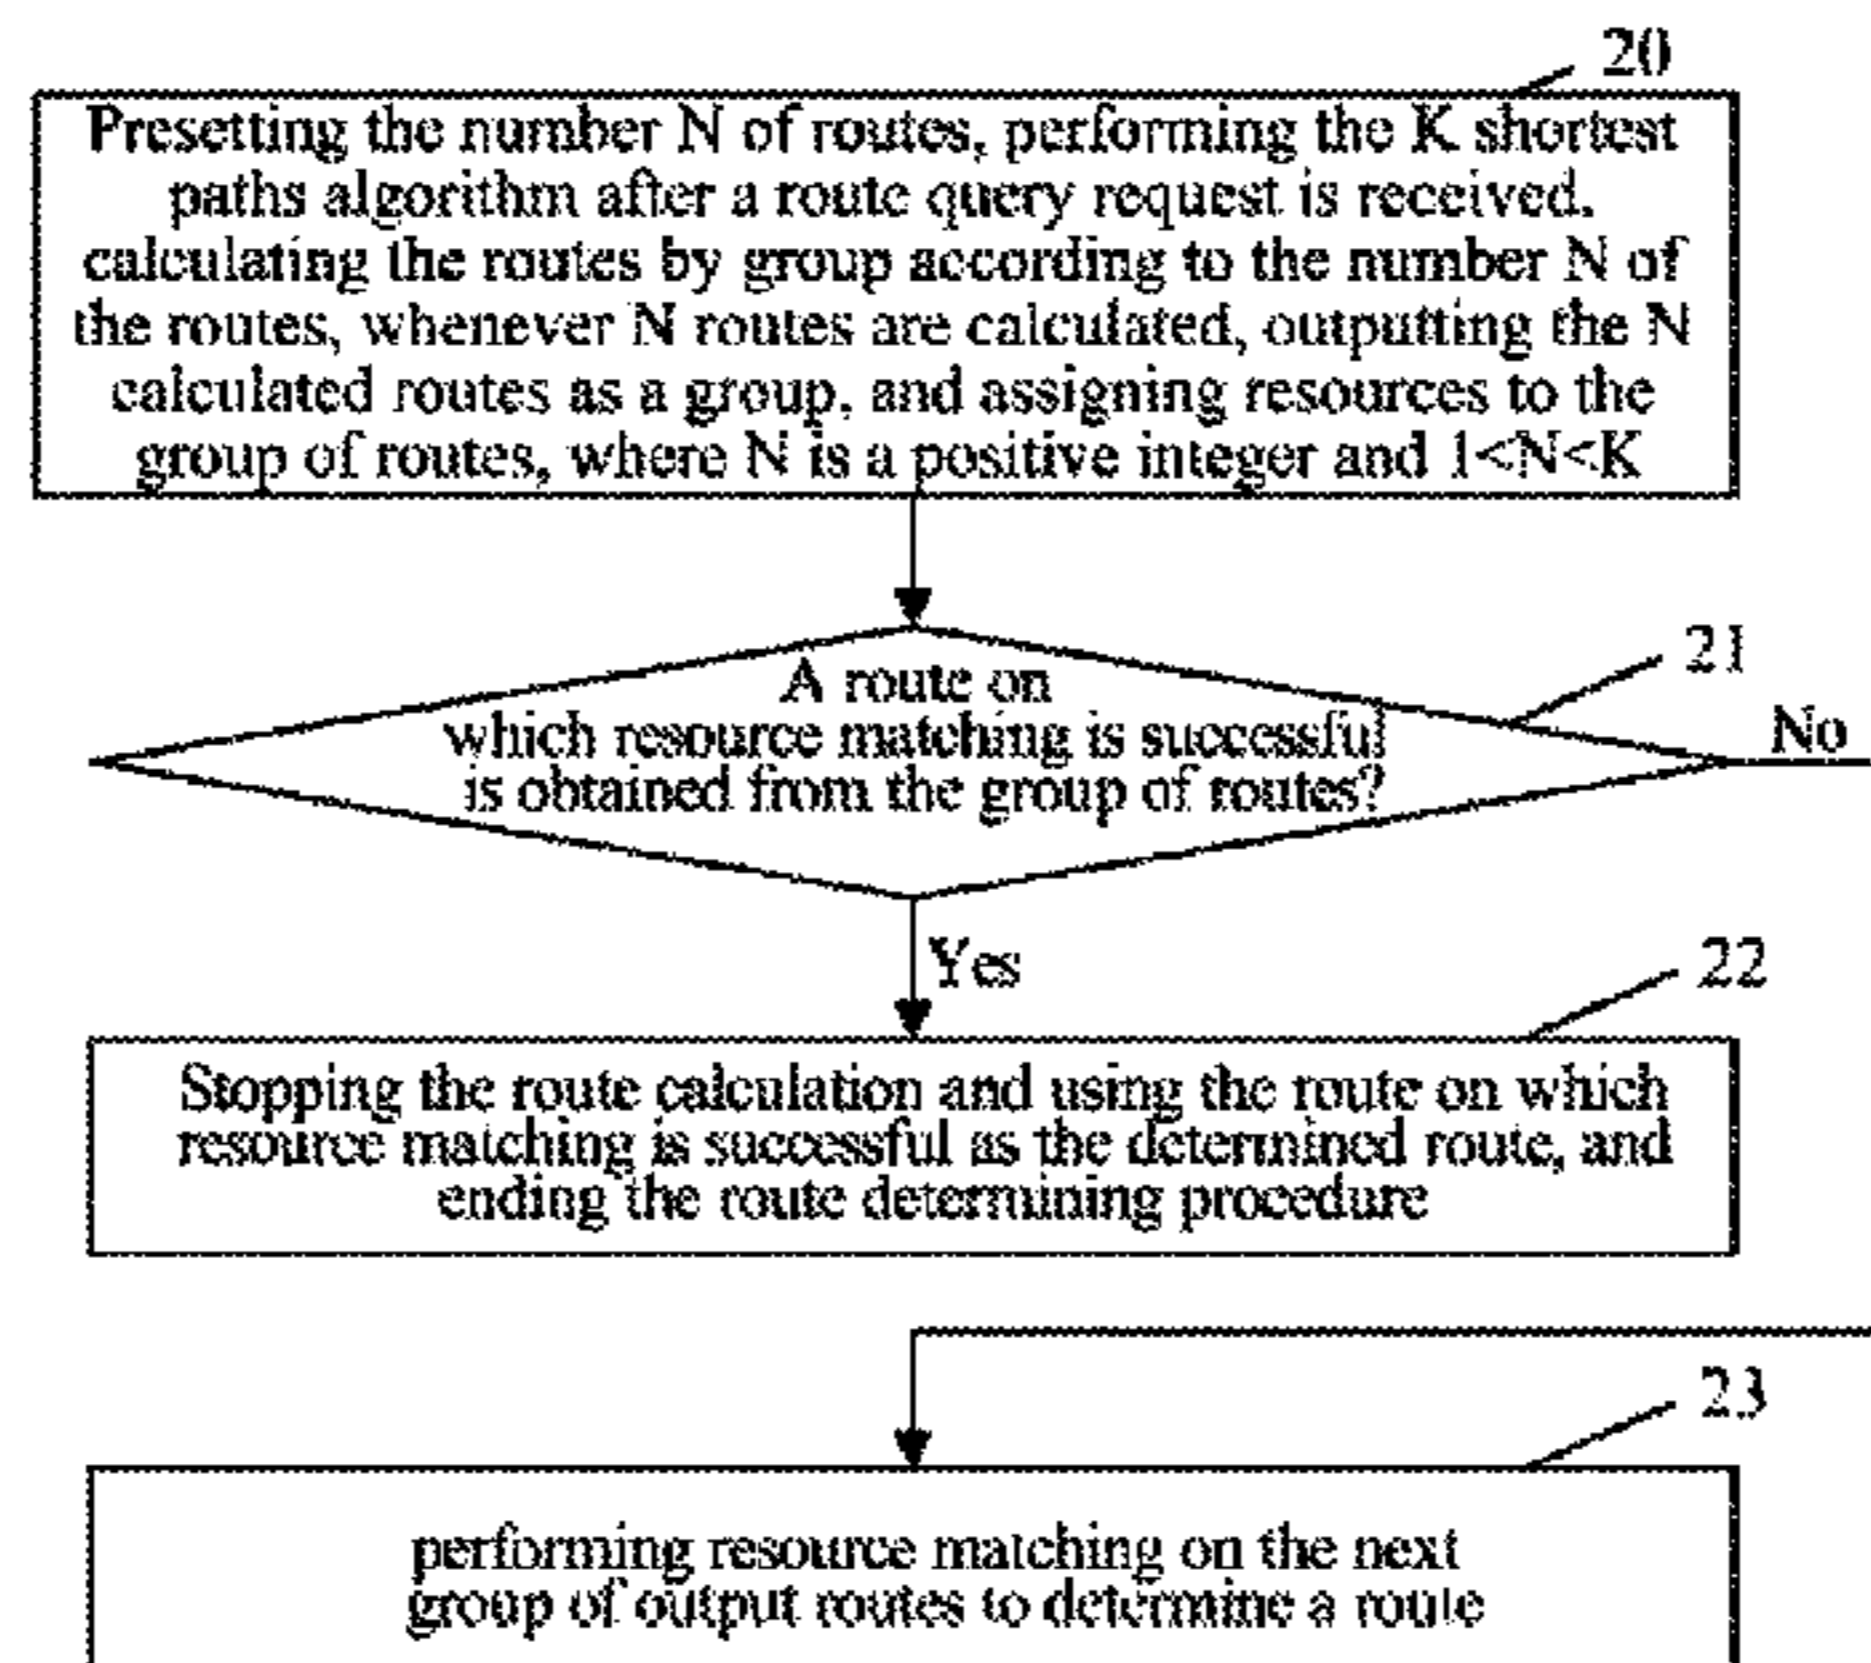 20
Presetting the number N of routes, performing the K shortest
paths algorithm after a route query request is received,
calculating the routes by group according to the number N of
the routes, whenever N routes are calculated, outputting the N
calculated routes as a group, and assigning resources to the
group of routes, where N is a positive integer and 1<N<K
21
A route on
which resource matching is successful
is obtained from the group of routes?
No
Yes
22
Stopping the route calculation and using the route on which
resource matching is successful as the determined route, and
ending the route determining procedure
23
performing resource matching on the next
group of output routes to determine a route